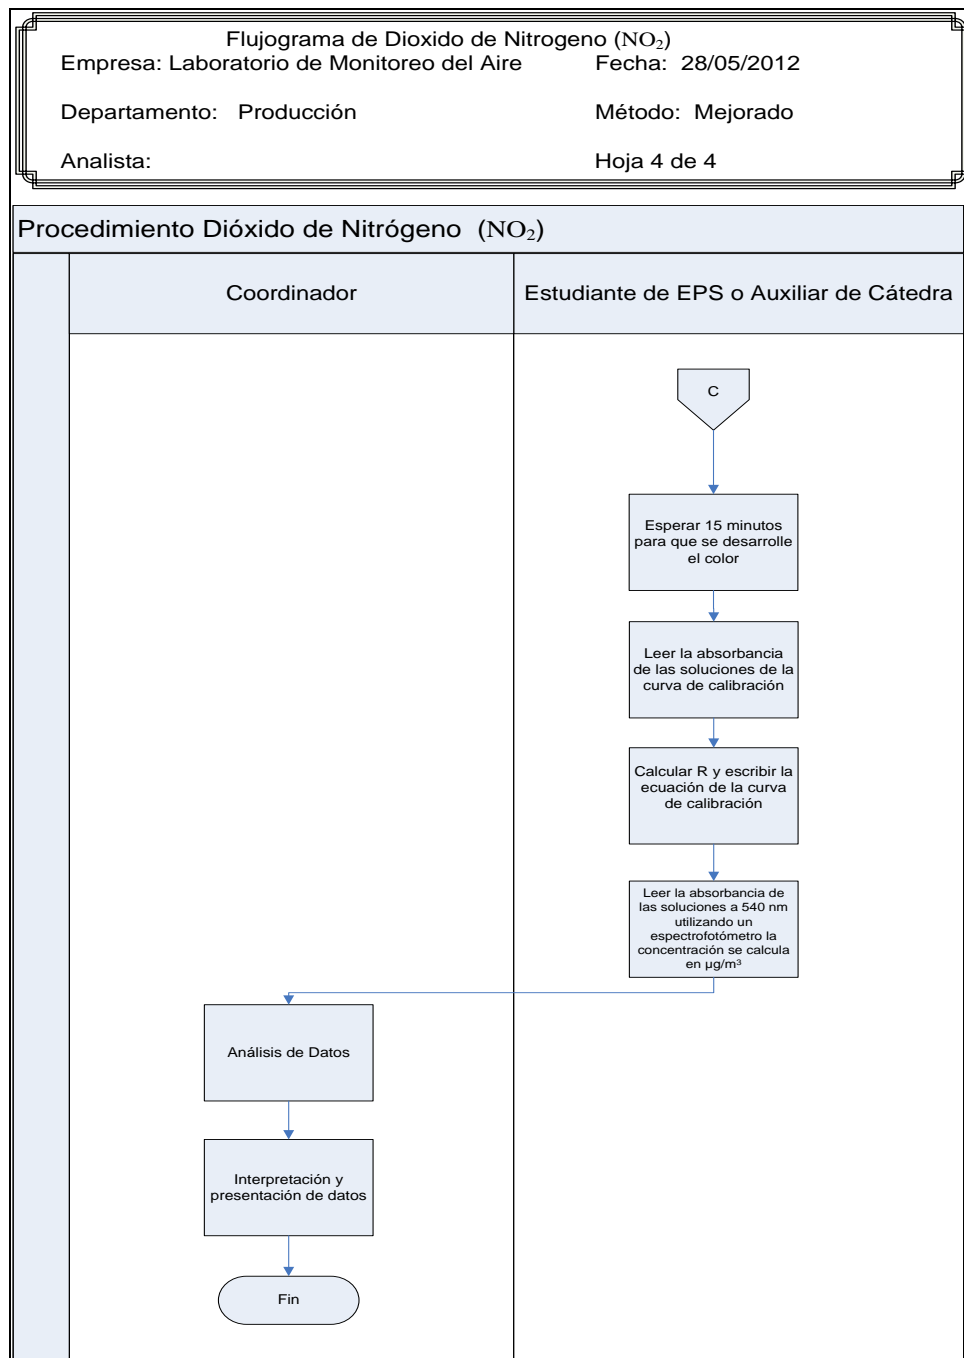 Flujograma de Dioxido de Nitrogeno (NO₂)
Empresa: Laboratorio de Monitoreo del Aire Fecha: 28/05/2012
Departamento: Producción Método: Mejorado
Analista: Hoja 4 de 4
Procedimiento Dióxido de Nitrógeno (NO₂)
Coordinador Estudiante de EPS o Auxiliar de Cátedra
C
Esperar 15 minutos
para que se desarrolle
el color
Leer la absorbancia
de las soluciones de la
curva de calibración
Calcular R y escribir la
ecuación de la curva
de calibración
Leer la absorbancia de
las soluciones a 540 nm
utilizando un
espectrofotómetro la
concentración se calcula
en µg/m³
Análisis de Datos
Interpretación y
presentación de datos
Fin